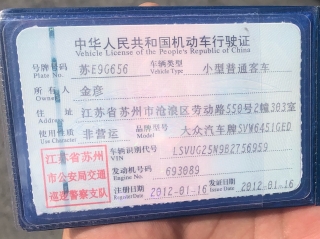 中华人民共和国机动车行驶证
Vehicle License of the People's Republic of China
号牌号码 苏E9G656 车辆类型 小型普通客车
Plate No. Vehicle Type
所有人 金彦
Owner
住址 江苏省苏州市沧浪区劳动路559号2幢303室
Address
使用性质 非营运 品牌型号 大众汽车牌SVW6451GED
Use Character Model
车辆识别代号 LSVUG25N9B2756959
VIN
发动机号码 693089
Engine No.
注册日期 2012-01-16 发证日期 2012-01-16
Register Date Issue Date
江苏省苏州
市公安局交通
巡逻警察支队